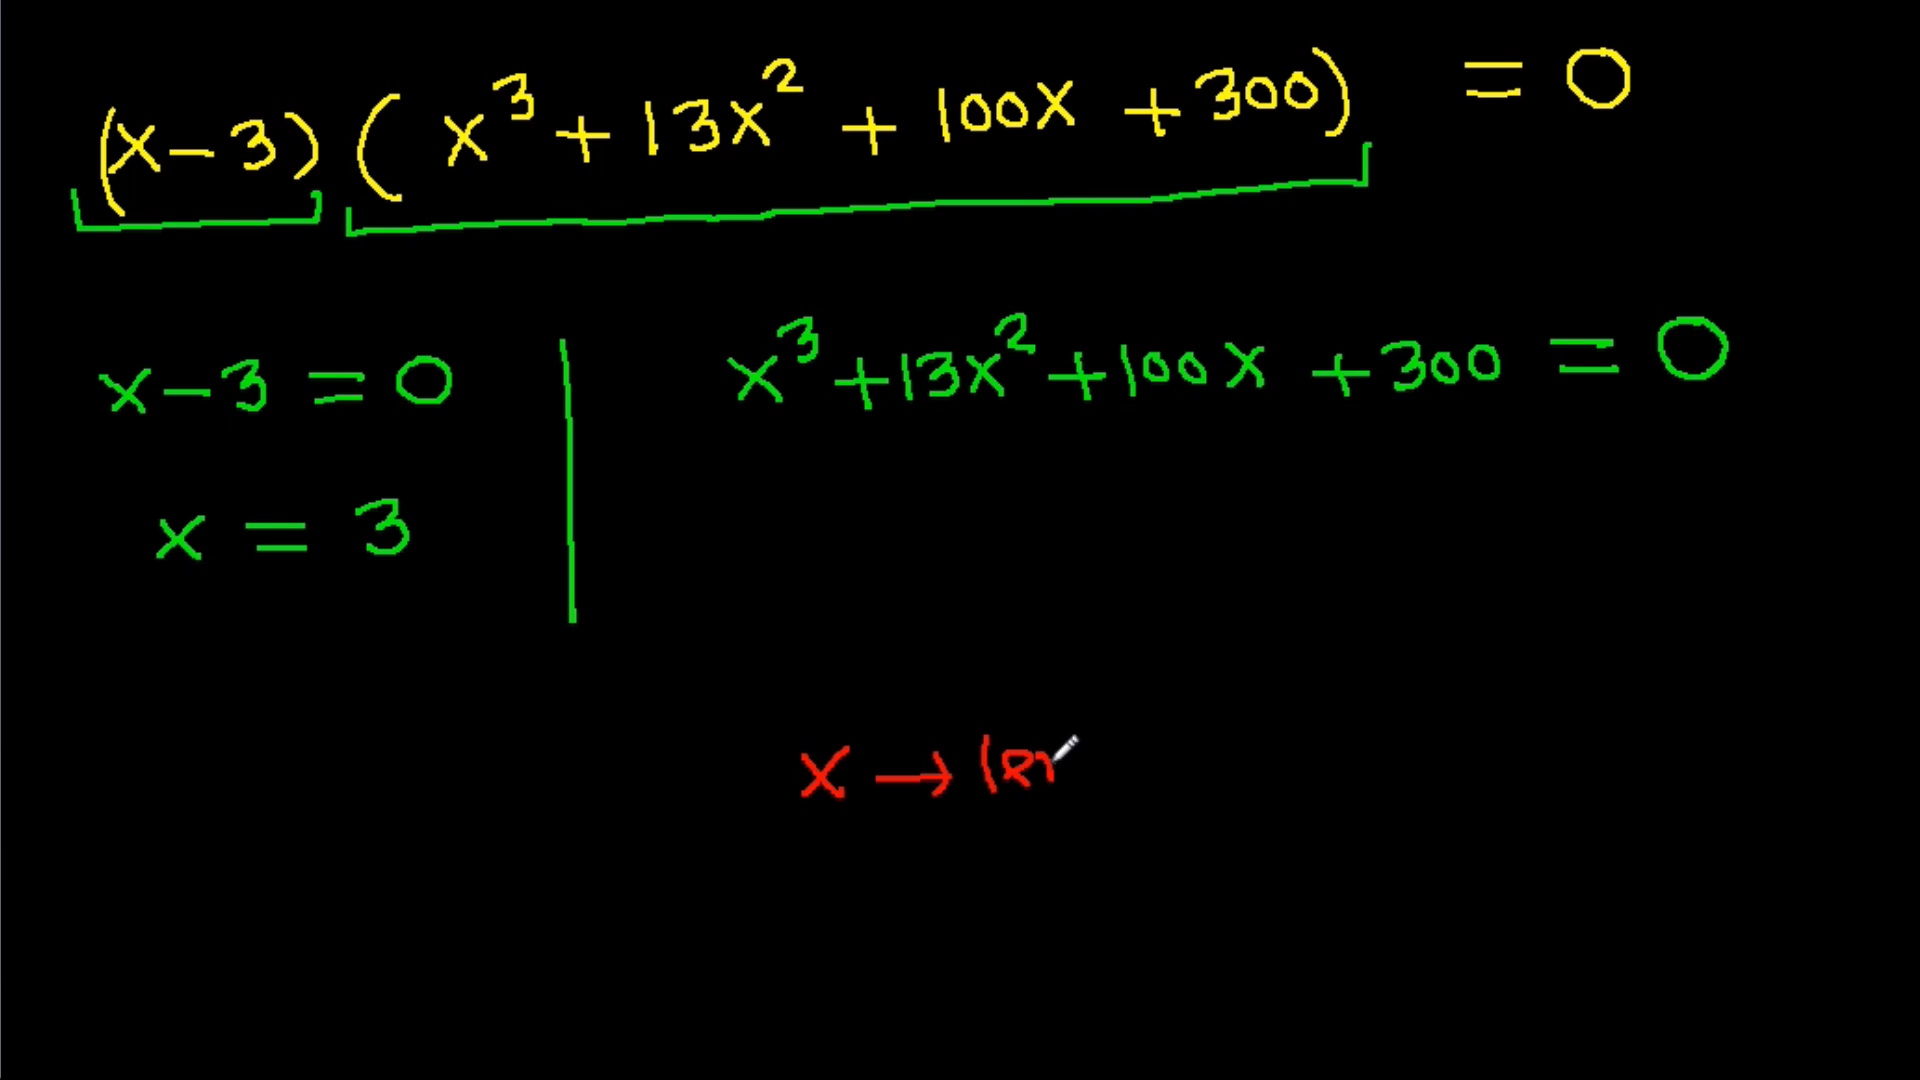 (x-3)(x³+13x²+100x+300) = 0
x-3=0
x³+13x²+100x+300=0
x = 3
x →